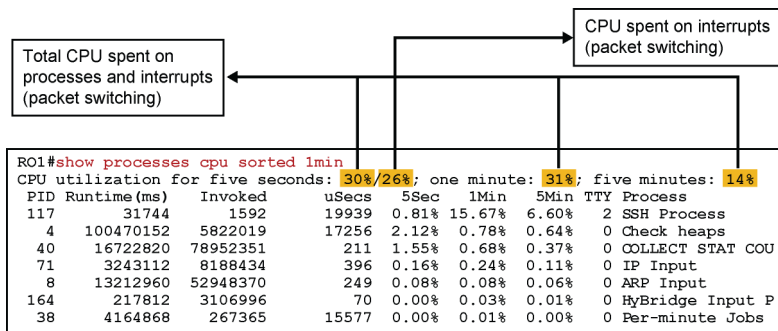 CPU spent on interrupts
(packet switching)
Total CPU spent on
processes and interrupts
(packet switching)
RO1#show processes cpu sorted 1min
CPU utilization for five seconds: 30%/26%; one minute: 31%; five minutes: 14%
PID Runtime(ms) Invoked uSecs 5Sec 1Min 5Min TTY Process
117 31744 1592 19939 0.81% 15.67% 6.60% 2 SSH Process
4 100470152 5822019 17256 2.12% 0.78% 0.64% 0 Check heaps
40 16722820 78952351 211 1.55% 0.68% 0.37% 0 COLLECT STAT COU
71 3243112 8188434 396 0.16% 0.24% 0.11% 0 IP Input
8 13212960 52948370 249 0.08% 0.08% 0.06% 0 ARP Input
164 217812 3106996 70 0.00% 0.03% 0.01% 0 HyBridge Input P
38 4164868 267365 15577 0.00% 0.01% 0.00% 0 Per-minute Jobs